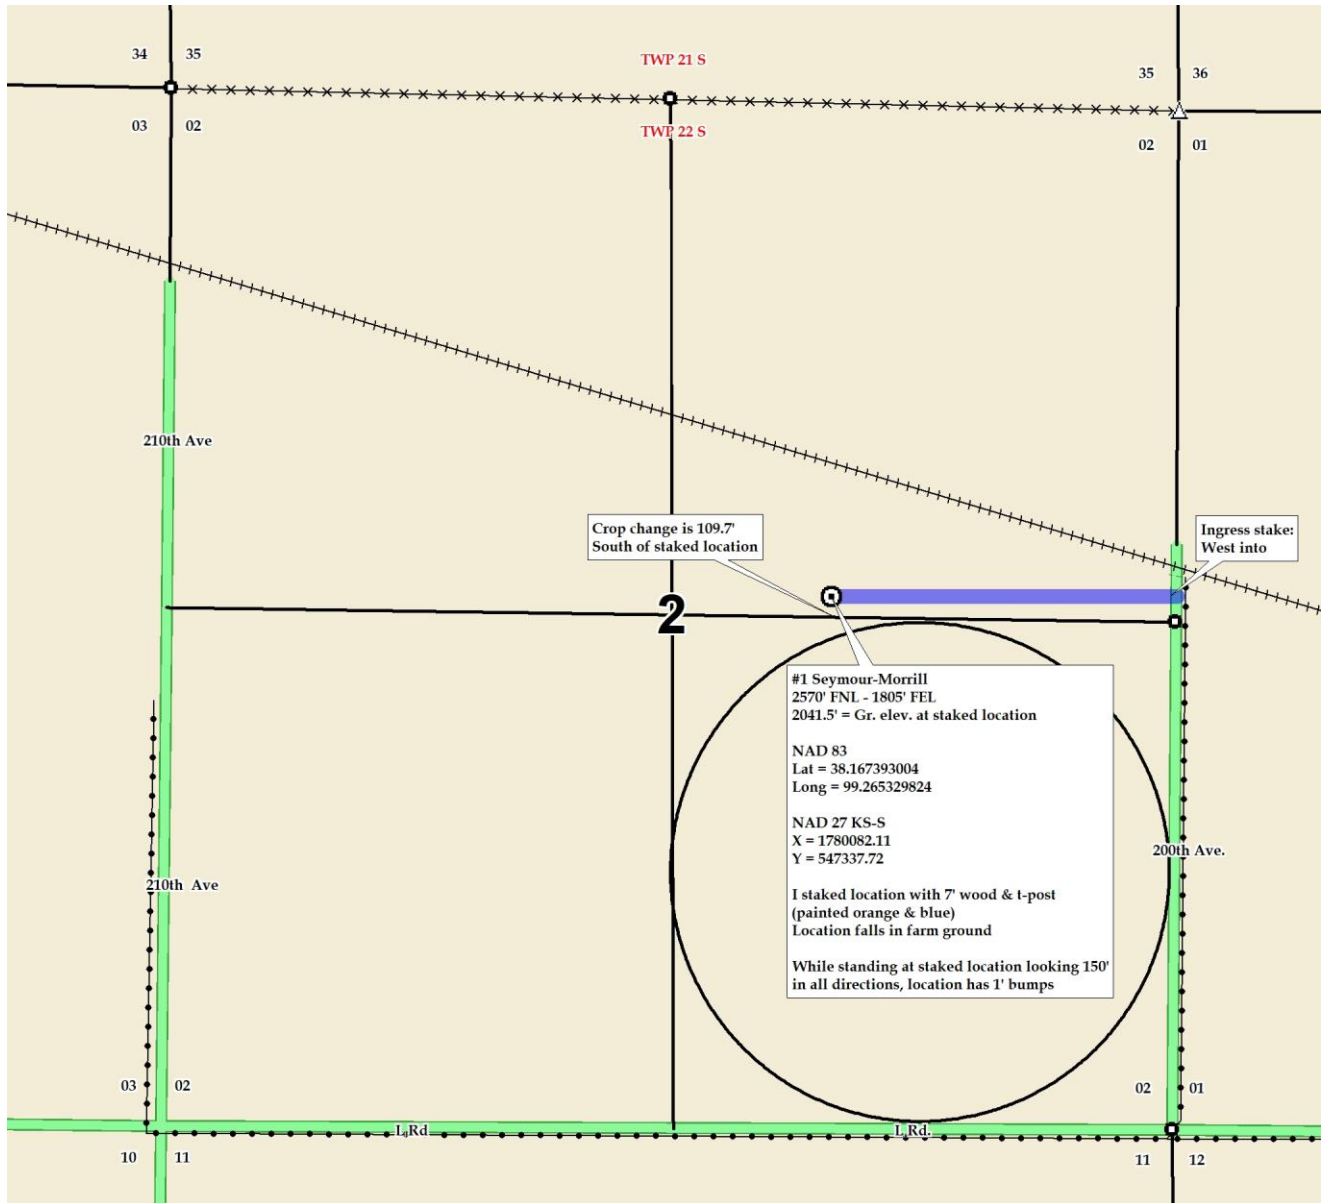 34 35
TWP 21 S
35 36
03 02
TWP 22 S
02 01
210th Ave
Crop change is 109.7'
South of staked location
Ingress stake:
West into
2
#1 Seymour-Morrill
2570' FNL - 1805' FEL
2041.5' = Gr. elev. at staked location
NAD 83
Lat = 38.167393004
Long = 99.265329824
NAD 27 KS-S
X = 1780082.11
Y = 547337.72
I staked location with 7' wood & t-post
(painted orange & blue)
Location falls in farm ground
While standing at staked location looking 150'
in all directions, location has 1' bumps
200th Ave.
210th Ave
03 02
02 01
L Rd
L Rd.
10 11
11 12